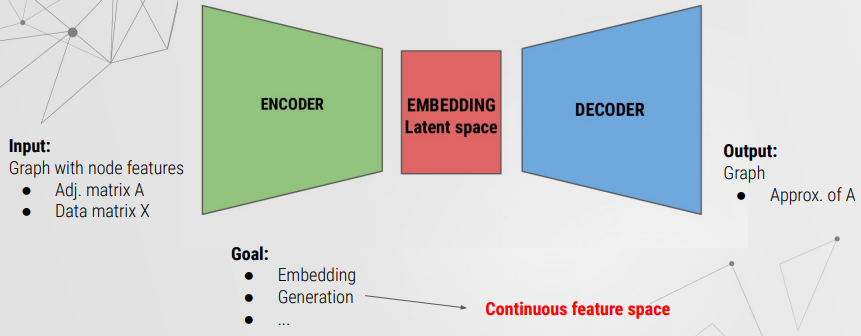 ENCODER
EMBEDDING
Latent space
DECODER
Input:
Graph with node features
● Adj. matrix A
● Data matrix X
Output:
Graph
● Approx. of A
Goal:
● Embedding
● Generation
● ...
Continuous feature space